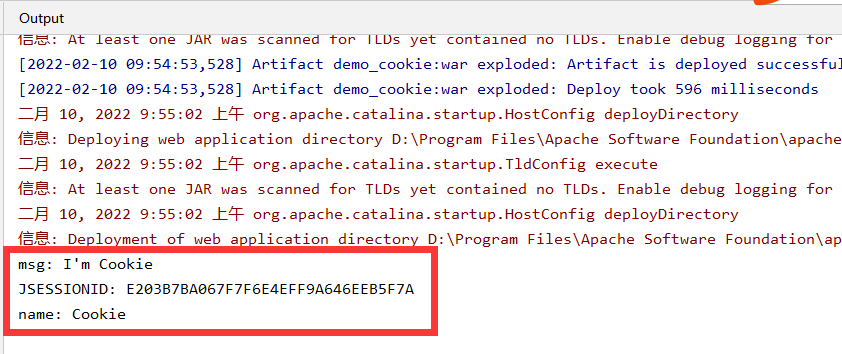 Output
信息: At least one JAR was scanned for TLDs yet contained no TLDs. Enable debug logging for
[2022-02-10 09:54:53,528] Artifact demo_cookie:war exploded: Artifact is deployed successful
[2022-02-10 09:54:53,528] Artifact demo_cookie:war exploded: Deploy took 596 milliseconds
二月 10, 2022 9:55:02 上午 org.apache.catalina.startup.HostConfig deployDirectory
信息: Deploying web application directory D:\Program Files\Apache Software Foundation\apache
二月 10, 2022 9:55:02 上午 org.apache.catalina.startup.TldConfig execute
信息: At least one JAR was scanned for TLDs yet contained no TLDs. Enable debug logging for
二月 10, 2022 9:55:02 上午 org.apache.catalina.startup.HostConfig deployDirectory
信息: Deployment of web application directory D:\Program Files\Apache Software Foundation\ap
msg: I'm Cookie
JSESSIONID: E203B7BA067F7F6E4EFF9A646EEB5F7A
name: Cookie